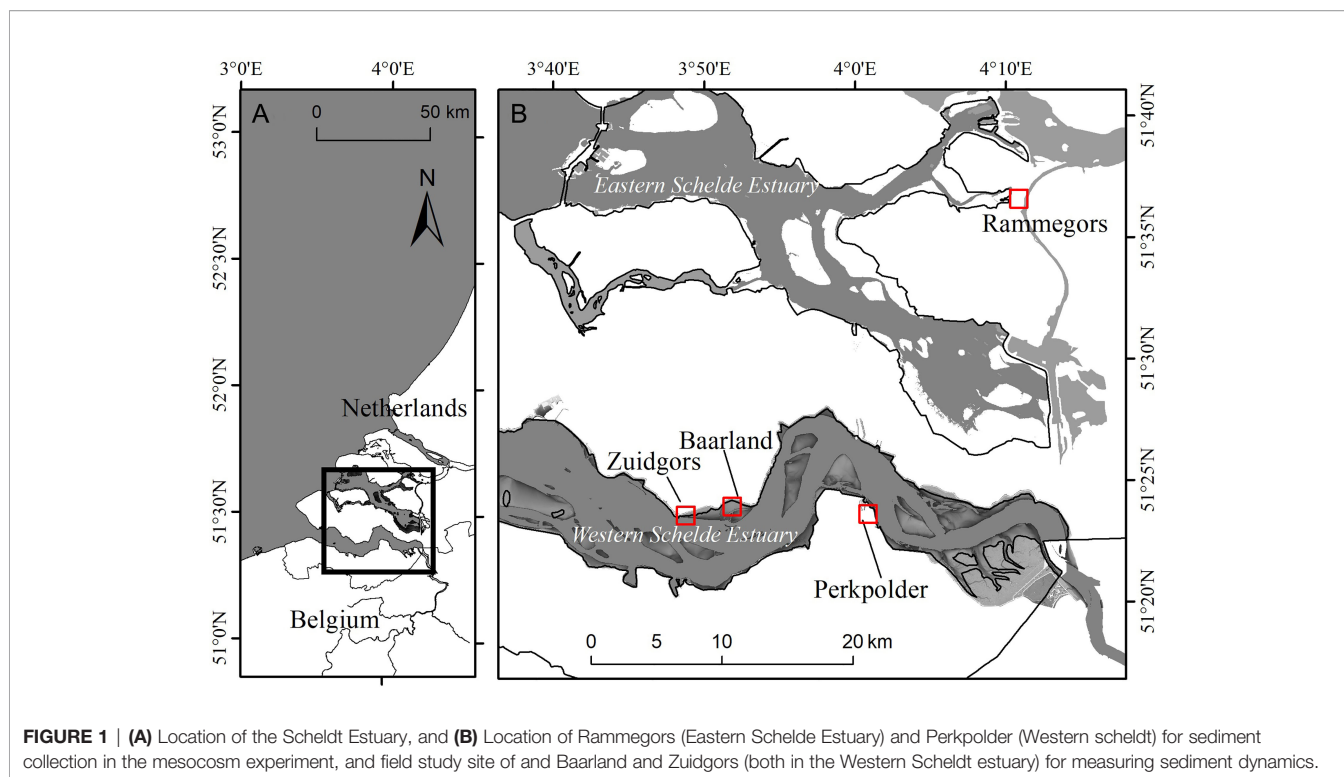 3°0'E
4°0'E
3°40'E
3°50'E
4°0'E
4°10'E
A
0
50 km
N
53°0'N
52°30'N
52°0'N
51°30'N
51°0'N
Netherlands
Belgium
B
Eastern Schelde Estuary
Rammegors
Zuidgors
Baarland
Western Schelde Estuary
Perkpolder
0
5
10
20 km
51°40'N
51°35'N
51°30'N
51°25'N
51°20'N
FIGURE 1 | (A) Location of the Scheldt Estuary, and (B) Location of Rammegors (Eastern Schelde Estuary) and Perkpolder (Western scheldt) for sediment
collection in the mesocosm experiment, and field study site of and Baarland and Zuidgors (both in the Western Scheldt estuary) for measuring sediment dynamics.